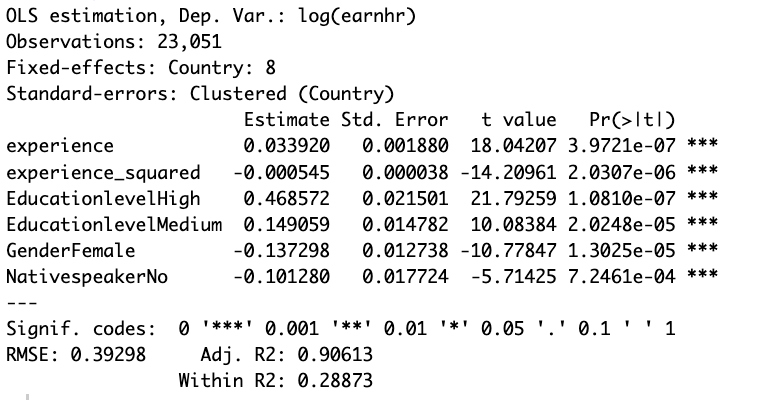 OLS estimation, Dep. Var.: log(earnhr)
Observations: 23,051
Fixed-effects: Country: 8
Standard-errors: Clustered (Country)
Estimate Std. Error t value Pr(>|t|)
experience 0.033920 0.001880 18.04207 3.9721e-07 ***
experience_squared -0.000545 0.000038 -14.20961 2.0307e-06 ***
EducationlevelHigh 0.468572 0.021501 21.79259 1.0810e-07 ***
EducationlevelMedium 0.149059 0.014782 10.08384 2.0248e-05 ***
GenderFemale -0.137298 0.012738 -10.77847 1.3025e-05 ***
NativespeakerNo -0.101280 0.017724 -5.71425 7.2461e-04 ***
---
Signif. codes: 0 '***' 0.001 '**' 0.01 '*' 0.05 '.' 0.1 ' ' 1
RMSE: 0.39298 Adj. R2: 0.90613
Within R2: 0.28873